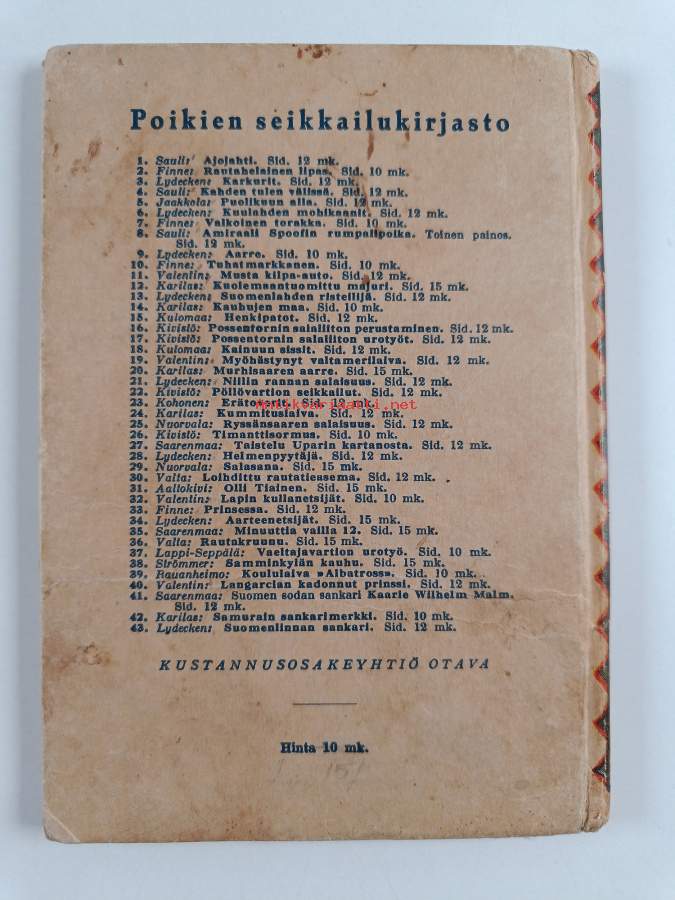 Poikien seikkailukirjasto
1. Sauli: Ajojahti. Sid. 12 mk.
2. Finne: Rautahelainen lipas. Sid. 10 mk.
3. Lydecken: Karkurit. Sid. 12 mk.
4. Sauli: Kahden tulen välissä. Sid. 12 mk.
5. Jaakkola: Puolikuun alla. Sid. 12 mk.
6. Lydecken: Kuulahden mohikaanit. Sid. 12 mk.
7. Finne: Valkoinen torakka. Sid. 10 mk.
8. Sauli: Amiraali Spoofin rumpalipoika. Toinen painos.
Sid. 12 mk.
9. Lydecken: Aarre. Sid. 10 mk.
10. Finne: Tuhatmarkkanen. Sid. 10 mk.
11. Valentin: Musta kilpa-auto. Sid. 12 mk.
12. Karilas: Kuolemaantuomittu majuri. Sid. 15 mk.
13. Lydecken: Suomenlahden risteilijä. Sid. 12 mk.
14. Karilas: Kauhujen maa. Sid. 10 mk.
15. Kulomaa: Henkipatot. Sid. 12 mk.
16. Kivistö: Possentornin salaliiton perustaminen. Sid. 12 mk.
17. Kivistö: Possentornin salaliiton urotyöt. Sid. 12 mk.
18. Kulomaa: Kainuun sissit. Sid. 12 mk.
19. Valentin: Myöhästynyt valtamerilaiva. Sid. 12 mk.
20. Karilas: Murhisaaren aarre. Sid. 15 mk.
21. Lydecken: Niilin rannan salaisuus. Sid. 12 mk.
22. Kivistö: Pöllövartion seikkailut. Sid. 12 mk.
23. Kohonen: Erätoverit. Sid. 12 mk.
24. Karilas: Kummituslaiva. Sid. 12 mk.
25. Nuorvala: Ryssänsaaren salaisuus. Sid. 12 mk.
26. Kivistö: Timanttisormus. Sid. 10 mk.
27. Saarenmaa: Taistelu Uparin kartanosta. Sid. 12 mk.
28. Lydecken: Helmenpyytäjä. Sid. 12 mk.
29. Nuorvala: Salasana. Sid. 15 mk.
30. Valta: Loihdittu rautatieasema. Sid. 12 mk.
31. Aallokivi: Olli Tiainen. Sid. 15 mk.
32. Valentin: Lapin kullanetsijät. Sid. 10 mk.
33. Finne: Prinsessa. Sid. 12 mk.
34. Lydecken: Aarteenetsijät. Sid. 15 mk.
35. Saarenmaa: Minuuttia vailla 12. Sid. 15 mk.
36. Valta: Rautakruunu. Sid. 15 mk.
37. Lappi-Seppälä: Vaeltajavartion urotyö. Sid. 10 mk.
38. Strömmer: Samminkylän kauhu. Sid. 15 mk.
39. Rauanheimo: Koululaiva »Albatross». Sid. 12 mk.
40. Valentin: Langarcian kadonnut prinssi. Sid. 12 mk.
41. Saarenmaa: Suomen sodan sankari Kaarle Wilhelm Malm.
Sid. 12 mk.
42. Karilas: Samurain sankarimerkki. Sid. 10 mk.
43. Lydecken: Suomenlinnan sankari. Sid. 12 mk.
KUSTANNUSOSAKEYHTIÖ OTAVA
Hinta 10 mk.
antikvariaatti.net